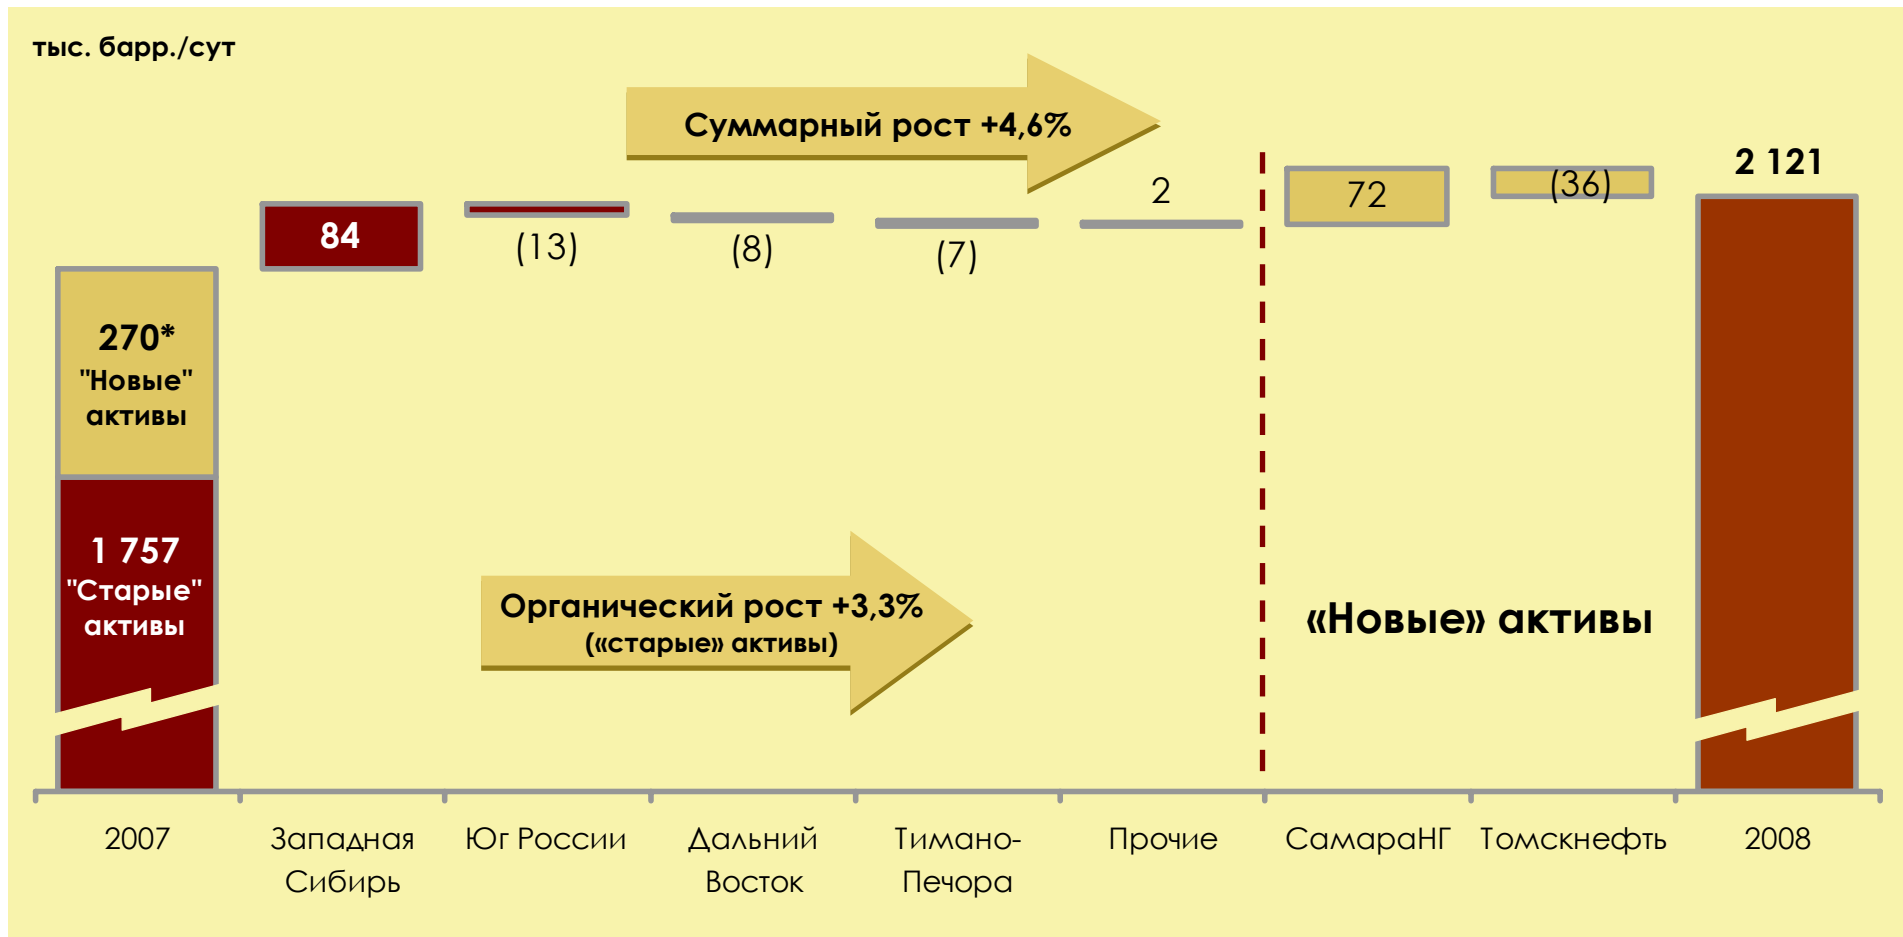 тыс. барр./сут
Суммарный рост +4,6%
2 121
84
(13)
(8)
(7)
2
72
(36)
270*
"Новые"
активы
1 757
"Старые"
активы
Органический рост +3,3%
(«старые» активы)
«Новые» активы
2007
Западная
Сибирь
Юг России
Дальний
Восток
Тимано-
Печора
Прочие
СамараНГ
Томскнефть
2008